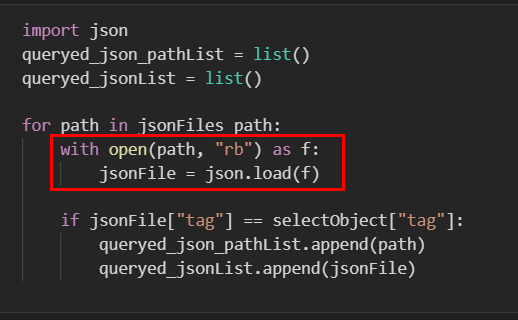 import json
queryed_json_pathList = list()
queryed_jsonList = list()
for path in jsonFiles path:
with open(path, "rb") as f:
jsonFile = json.load(f)
if jsonFile["tag"] == selectObject["tag"]:
queryed_json_pathList.append(path)
queryed_jsonList.append(jsonFile)